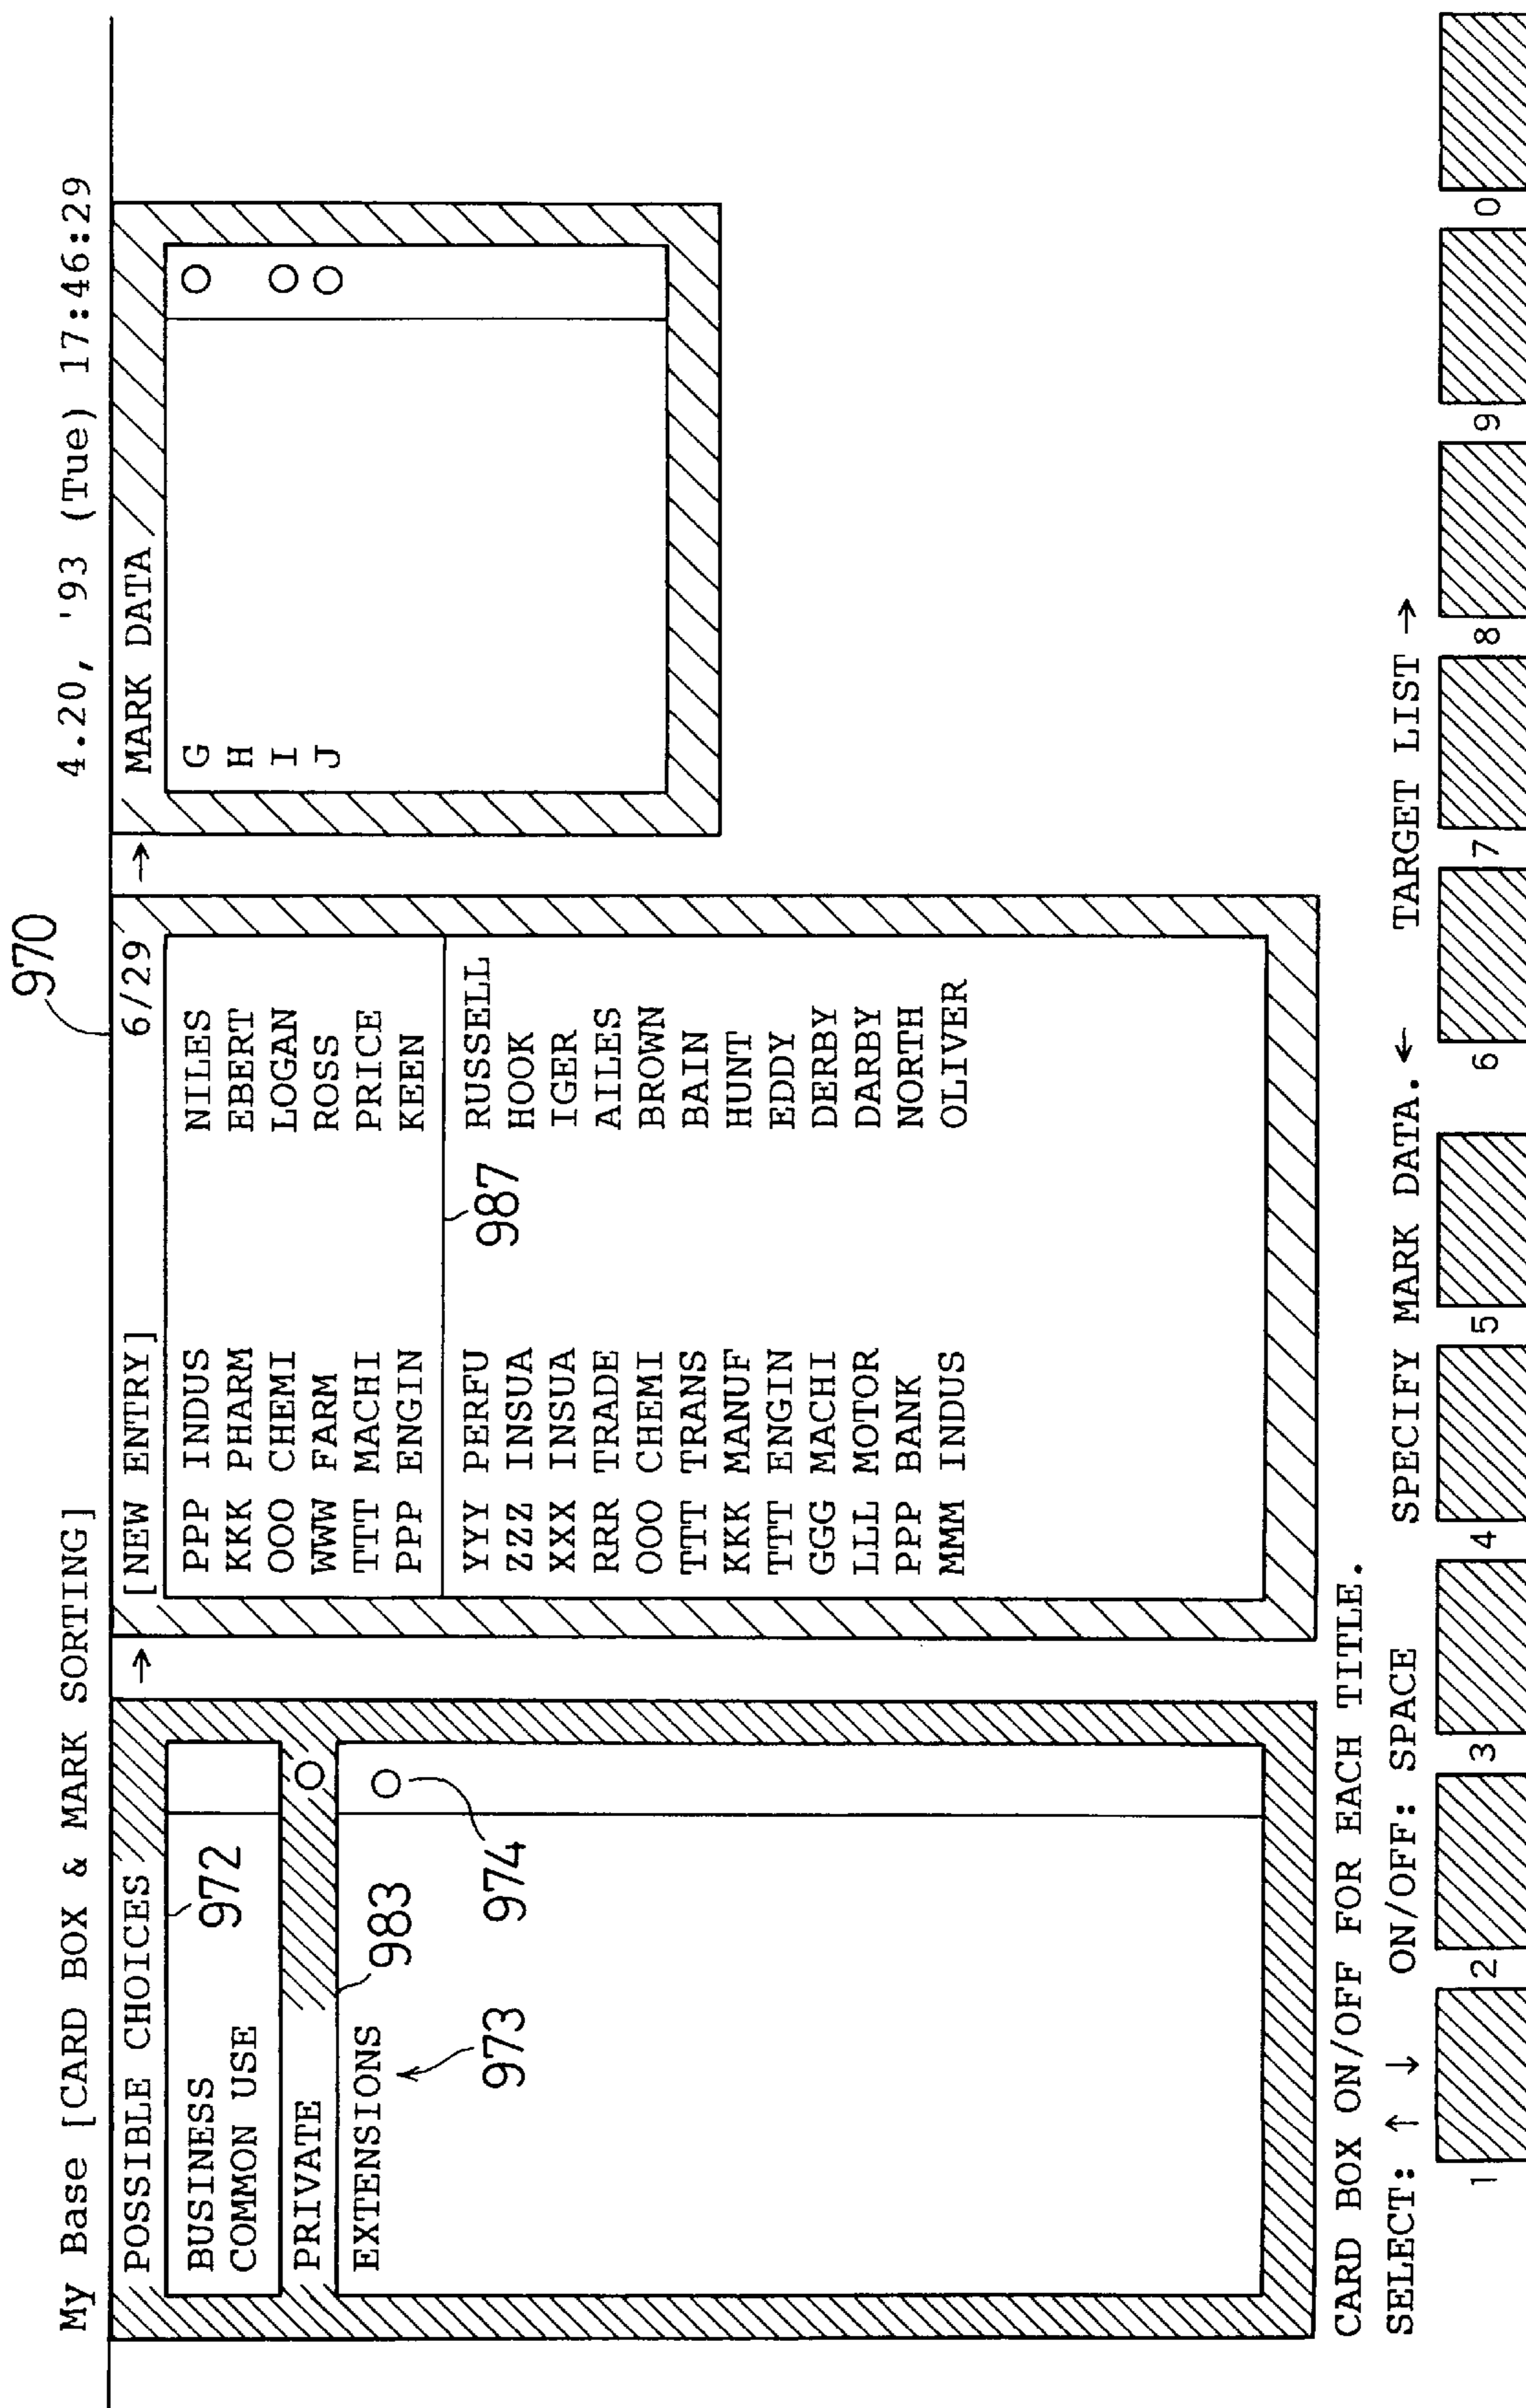 970
My Base [CARD BOX & MARK SORTING] 4.20, '93 (Tue) 17:46:29
POSSIBLE CHOICES → [NEW ENTRY] 6/29 → MARK DATA
BUSINESS
COMMON USE
972
PRIVATE ○
983
EXTENSIONS ○
973
974
PPP INDUS NILES
KKK PHARM EBERT
OOO CHEMI LOGAN
WWW FARM ROSS
TTT MACHI PRICE
PPP ENGIN KEEN
987
YYY PERFU RUSSELL
ZZZ INSUA HOOK
XXX INSUA IGER
RRR TRADE AILES
OOO CHEMI BROWN
TTT TRANS BAIN
KKK MANUF HUNT
TTT ENGIN EDDY
GGG MACHI DERBY
LLL MOTOR DARBY
PPP BANK NORTH
MMM INDUS OLIVER
G ○
H
I ○
J ○
CARD BOX ON/OFF FOR EACH TITLE.
SELECT: ↑ ↓ ON/OFF: SPACE SPECIFY MARK DATA. ← TARGET LIST →
1 2 3 4 5 6 7 8 9 0